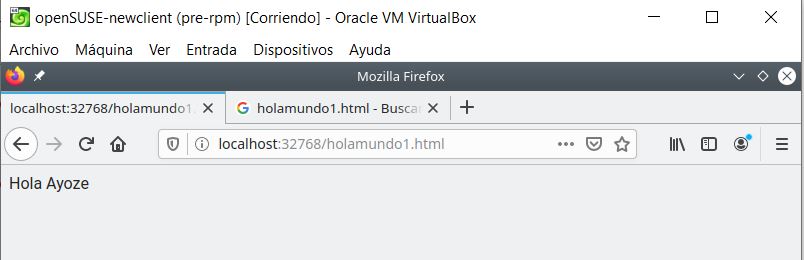 openSUSE-newclient (pre-rpm) [Corriendo] - Oracle VM VirtualBox
Archivo Máquina Ver Entrada Dispositivos Ayuda
Mozilla Firefox
localhost:32768/holamundo1. holamundo1.html - Buscar
localhost:32768/holamundo1.html
Hola Ayoze